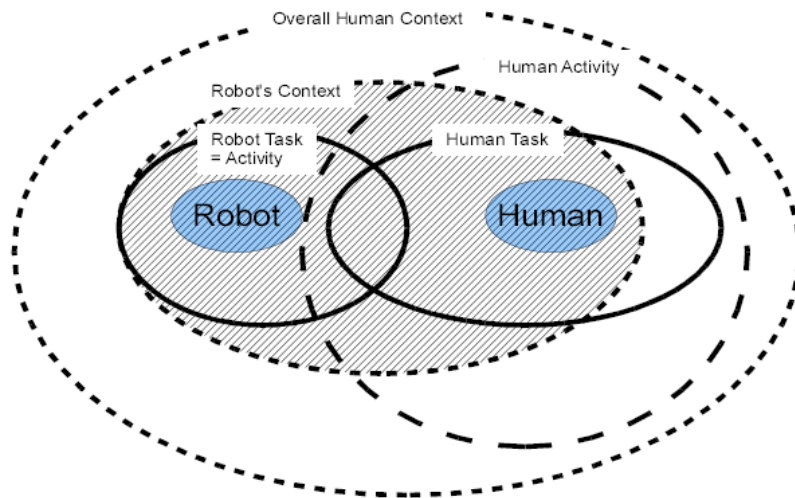 Overall Human Context
Human Activity
Robot's Context
Robot Task
= Activity
Human Task
Robot
Human